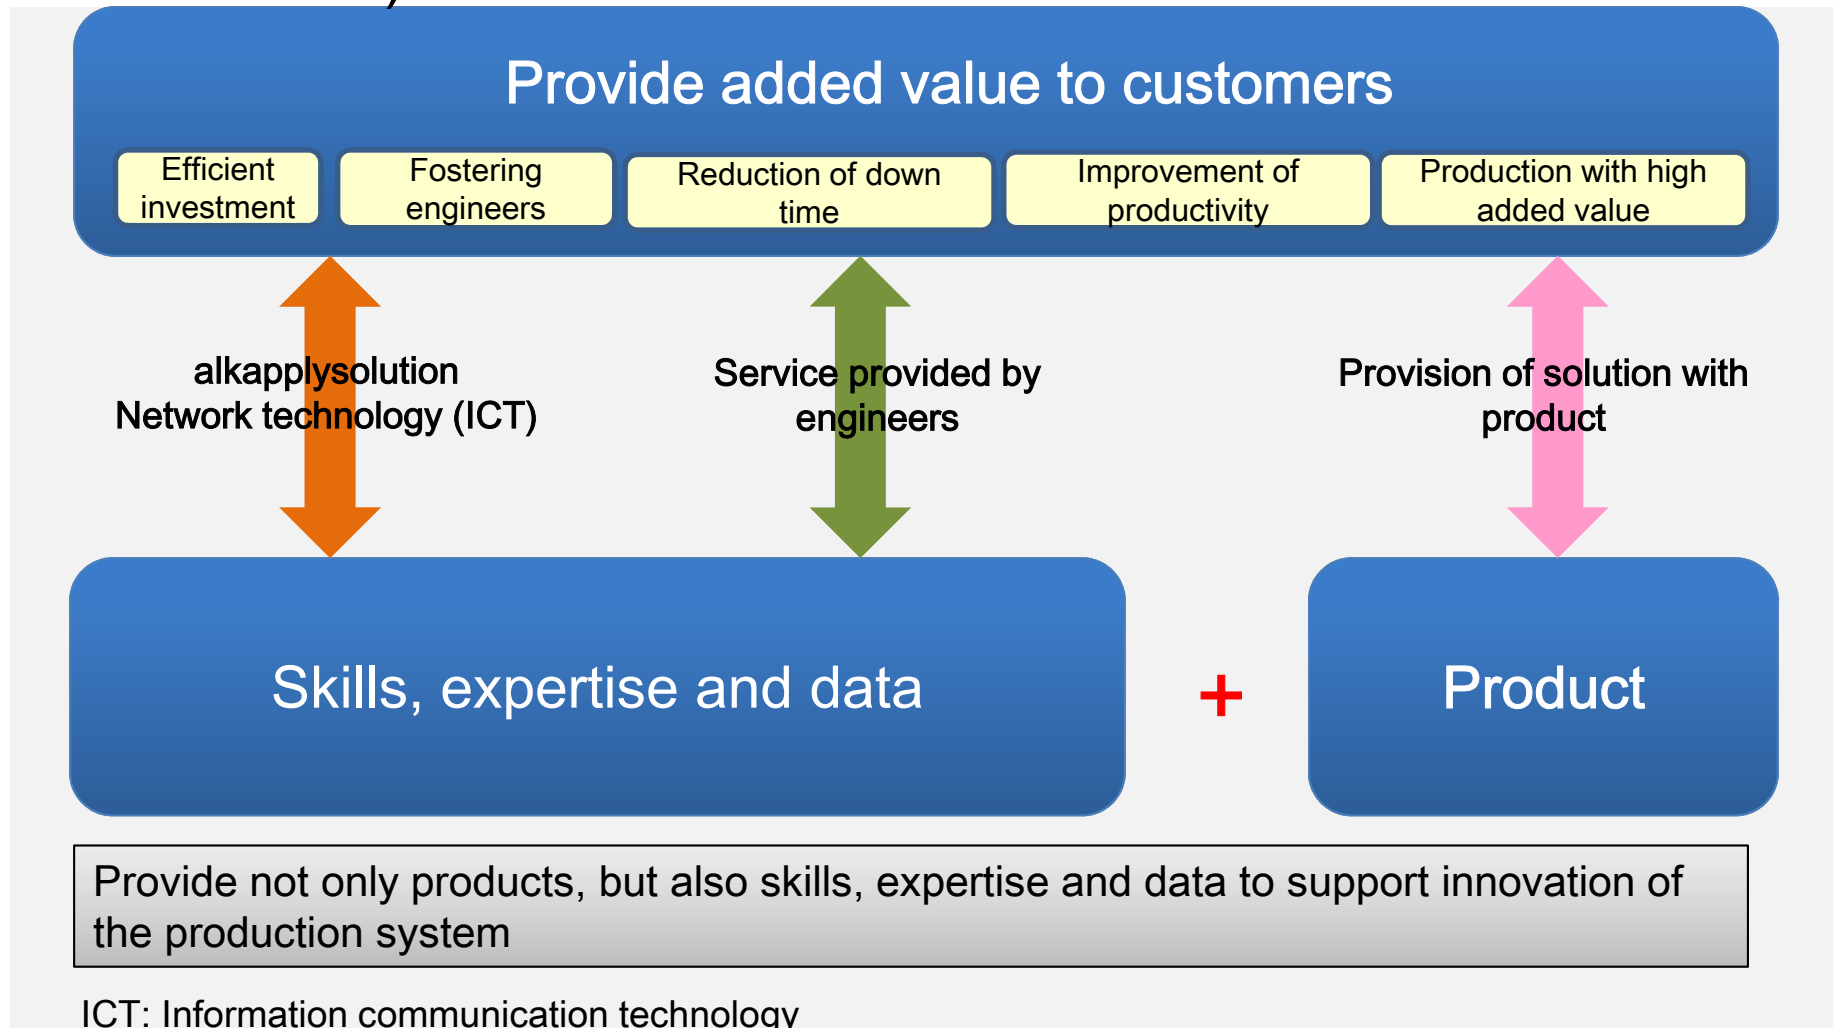 Provide added value to customers
Efficient
investment
Fostering
engineers
Reduction of down
time
Improvement of
productivity
Production with high
added value
alkapplysolution
Network technology (ICT)
Service provided by
engineers
Provision of solution with
product
Skills, expertise and data
+
Product
Provide not only products, but also skills, expertise and data to support innovation of
the production system
ICT: Information communication technology